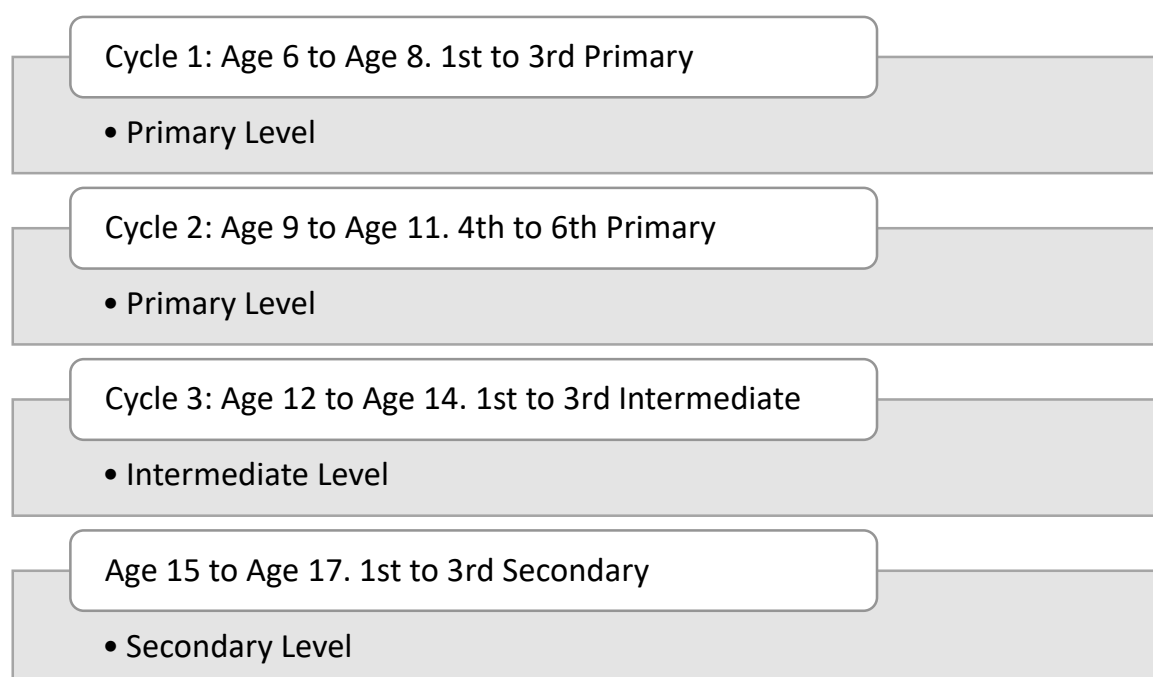 Cycle 1: Age 6 to Age 8. 1st to 3rd Primary
• Primary Level
Cycle 2: Age 9 to Age 11. 4th to 6th Primary
• Primary Level
Cycle 3: Age 12 to Age 14. 1st to 3rd Intermediate
• Intermediate Level
Age 15 to Age 17. 1st to 3rd Secondary
• Secondary Level